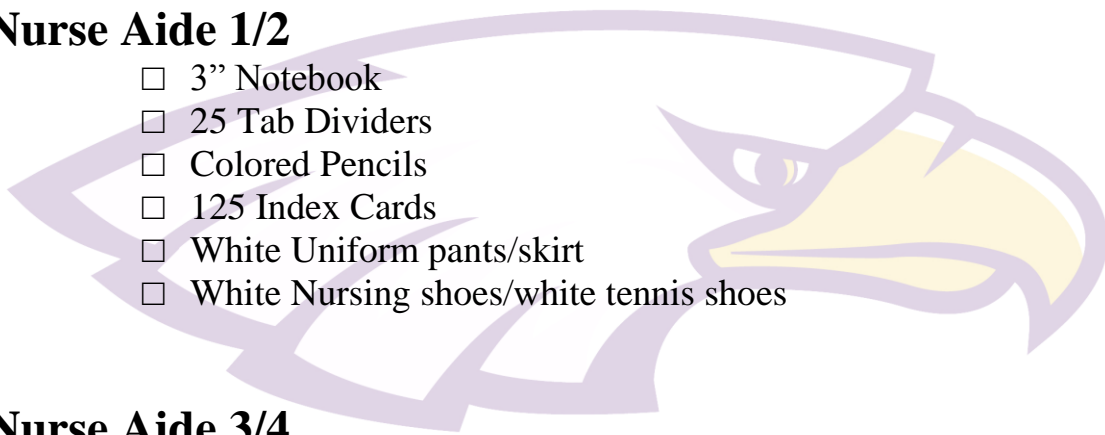 Nurse Aide 1/2
□ 3” Notebook
□ 25 Tab Dividers
□ Colored Pencils
□ 125 Index Cards
□ White Uniform pants/skirt
□ White Nursing shoes/white tennis shoes
Nurse Aide 3/4